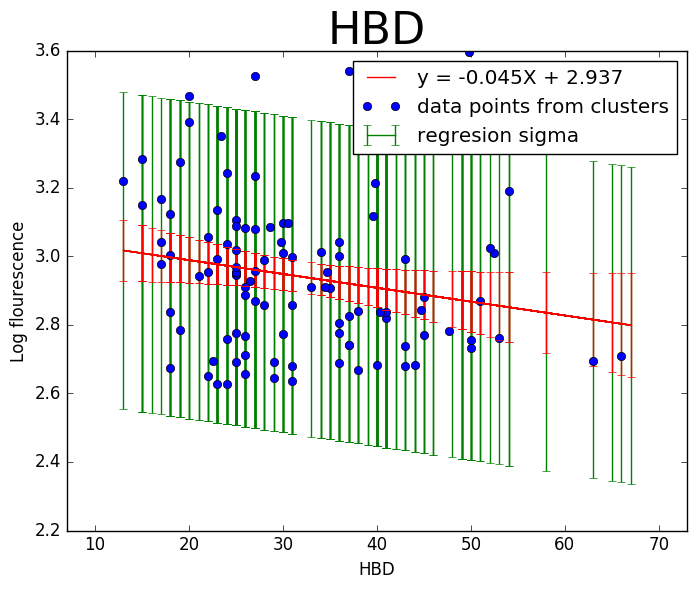 HBD
3.6
3.4
3.2
3.0
2.8
2.6
2.4
2.2
Log flourescence
y = -0.045X + 2.937
data points from clusters
regresion sigma
10 20 30 40 50 60 70
HBD